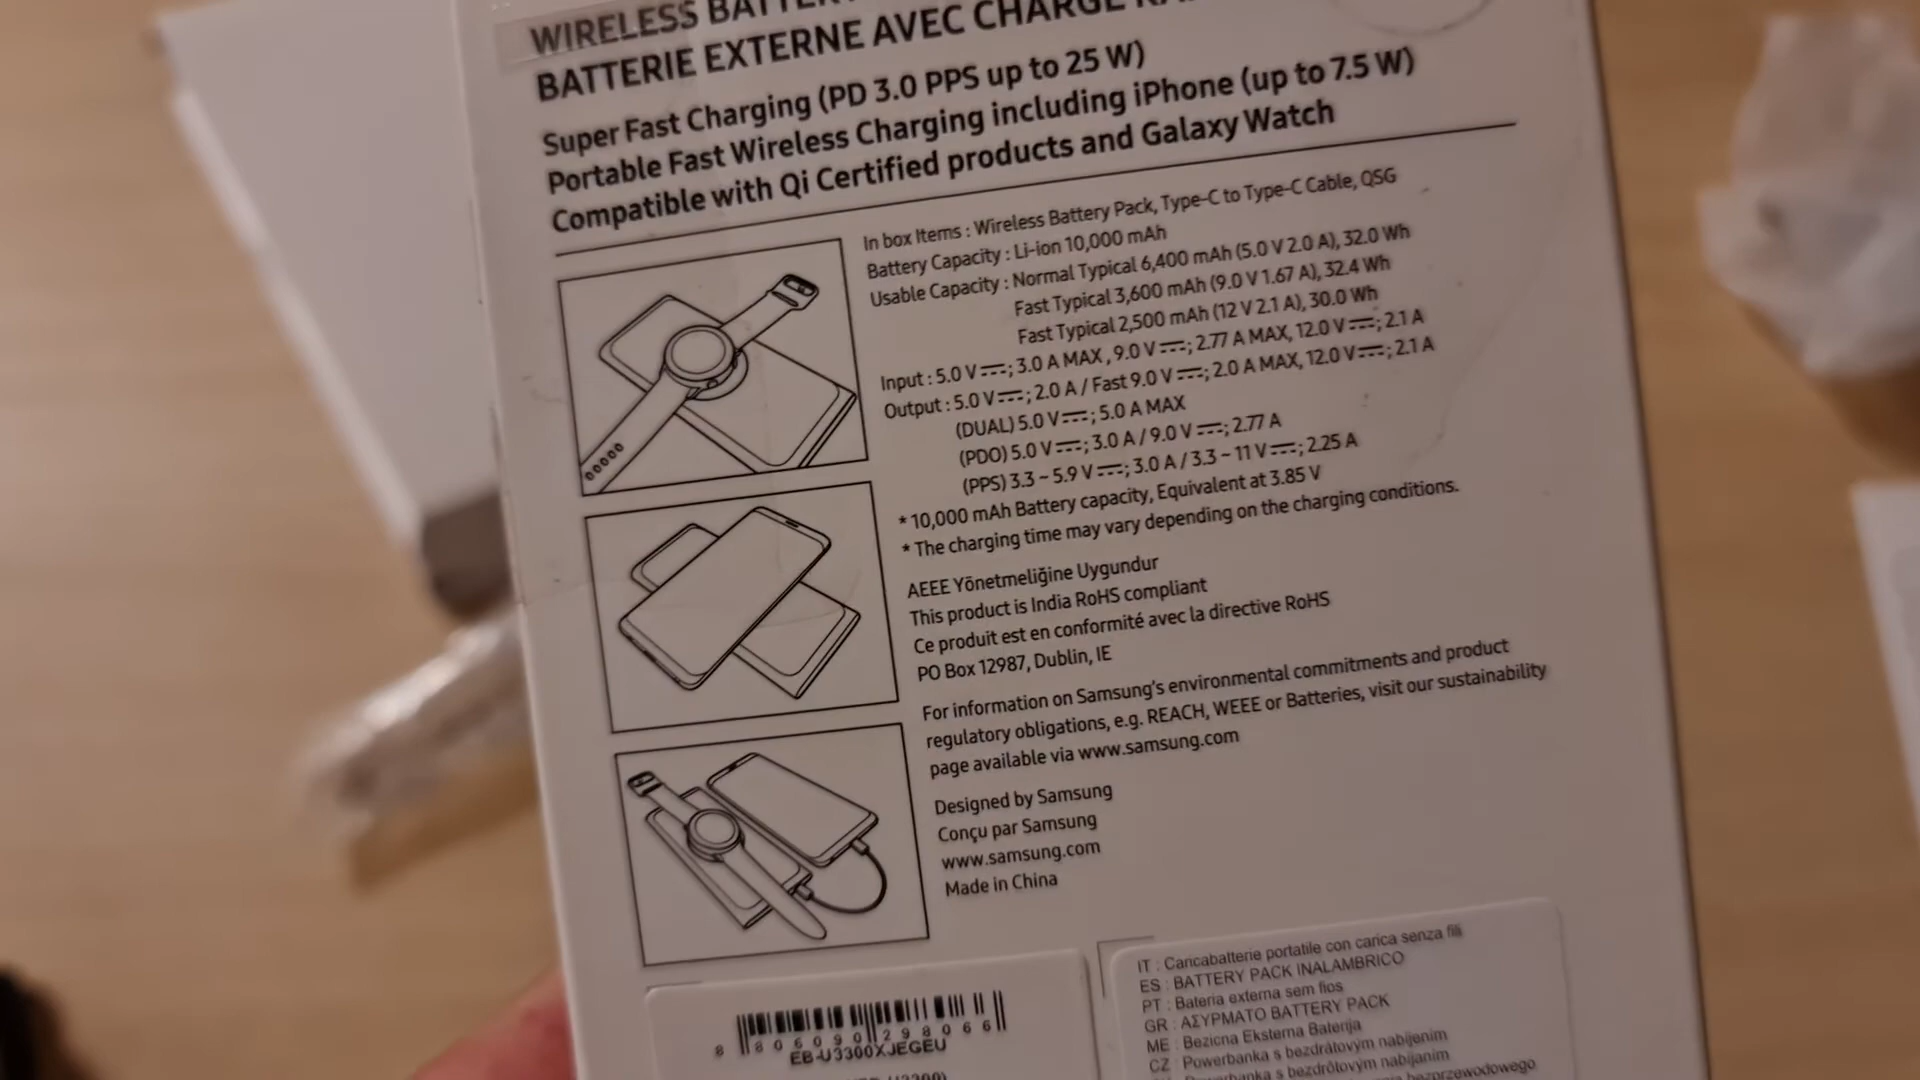 WIRELESS
BATTERIE EXTERNE AVEC CHARGE
Super Fast Charging (PD 3.0 PPS up to 25 W)
Portable Fast Wireless Charging including iPhone (up to 7.5 W)
Compatible with Qi Certified products and Galaxy Watch
In box Items : Wireless Battery Pack, Type-C to Type-C Cable, QSG
Battery Capacity : Li-ion 10,000 mAh
Usable Capacity : Normal Typical 6,400 mAh (5.0 V 2.0 A), 32.0 Wh
Fast Typical 3,600 mAh (9.0 V 1.67 A), 32.4 Wh
Fast Typical 2,500 mAh (12 V 2.1 A), 30.0 Wh
Input : 5.0 V⎓; 3.0 A MAX , 9.0 V⎓; 2.77 A MAX, 12.0 V⎓; 2.1 A
Output : 5.0 V⎓; 2.0 A / Fast 9.0 V⎓; 2.0 A MAX, 12.0 V⎓; 2.1 A
(DUAL) 5.0 V⎓; 5.0 A MAX
(PDO) 5.0 V⎓; 3.0 A / 9.0 V⎓; 2.77 A
(PPS) 3.3 ~ 5.9 V⎓; 3.0 A / 3.3 ~ 11 V⎓; 2.25 A
* 10,000 mAh Battery capacity, Equivalent at 3.85 V
* The charging time may vary depending on the charging conditions.
AEEE Yönetmeliğine Uygundur
This product is India RoHS compliant
Ce produit est en conformité avec la directive RoHS
PO Box 12987, Dublin, IE
For information on Samsung's environmental commitments and product
regulatory obligations, e.g. REACH, WEEE or Batteries, visit our sustainability
page available via www.samsung.com
Designed by Samsung
Conçu par Samsung
www.samsung.com
Made in China
8 806090 298066
EB-U3300XJEGEU
IT : Caricabatterie portatile con carica senza fili
ES : BATTERY PACK INALAMBRICO
PT : Bateria externa sem fios
GR : ΑΣΥΡΜΑΤΟ BATTERY PACK
ME : Bezicna Eksterna Baterija
CZ : Powerbanka s bezdrátovým nabíjením
Powerbanka s bezdrôtovým nabíjaním
bezprzewodowego